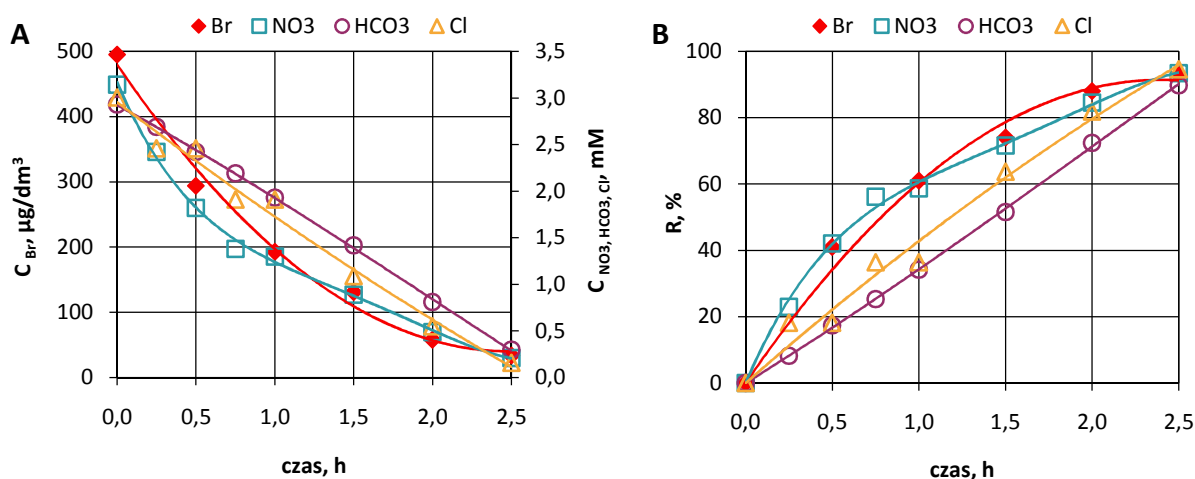 A
Br NO3 HCO3 Cl
500
400
300
200
100
0
C Br, µg/dm³
3,5
3,0
2,5
2,0
1,5
1,0
0,5
0,0
C NO3, HCO3, Cl, mM
0,0 0,5 1,0 1,5 2,0 2,5
czas, h
B
Br NO3 HCO3 Cl
100
80
60
40
20
0
R, %
0,0 0,5 1,0 1,5 2,0 2,5
czas, h